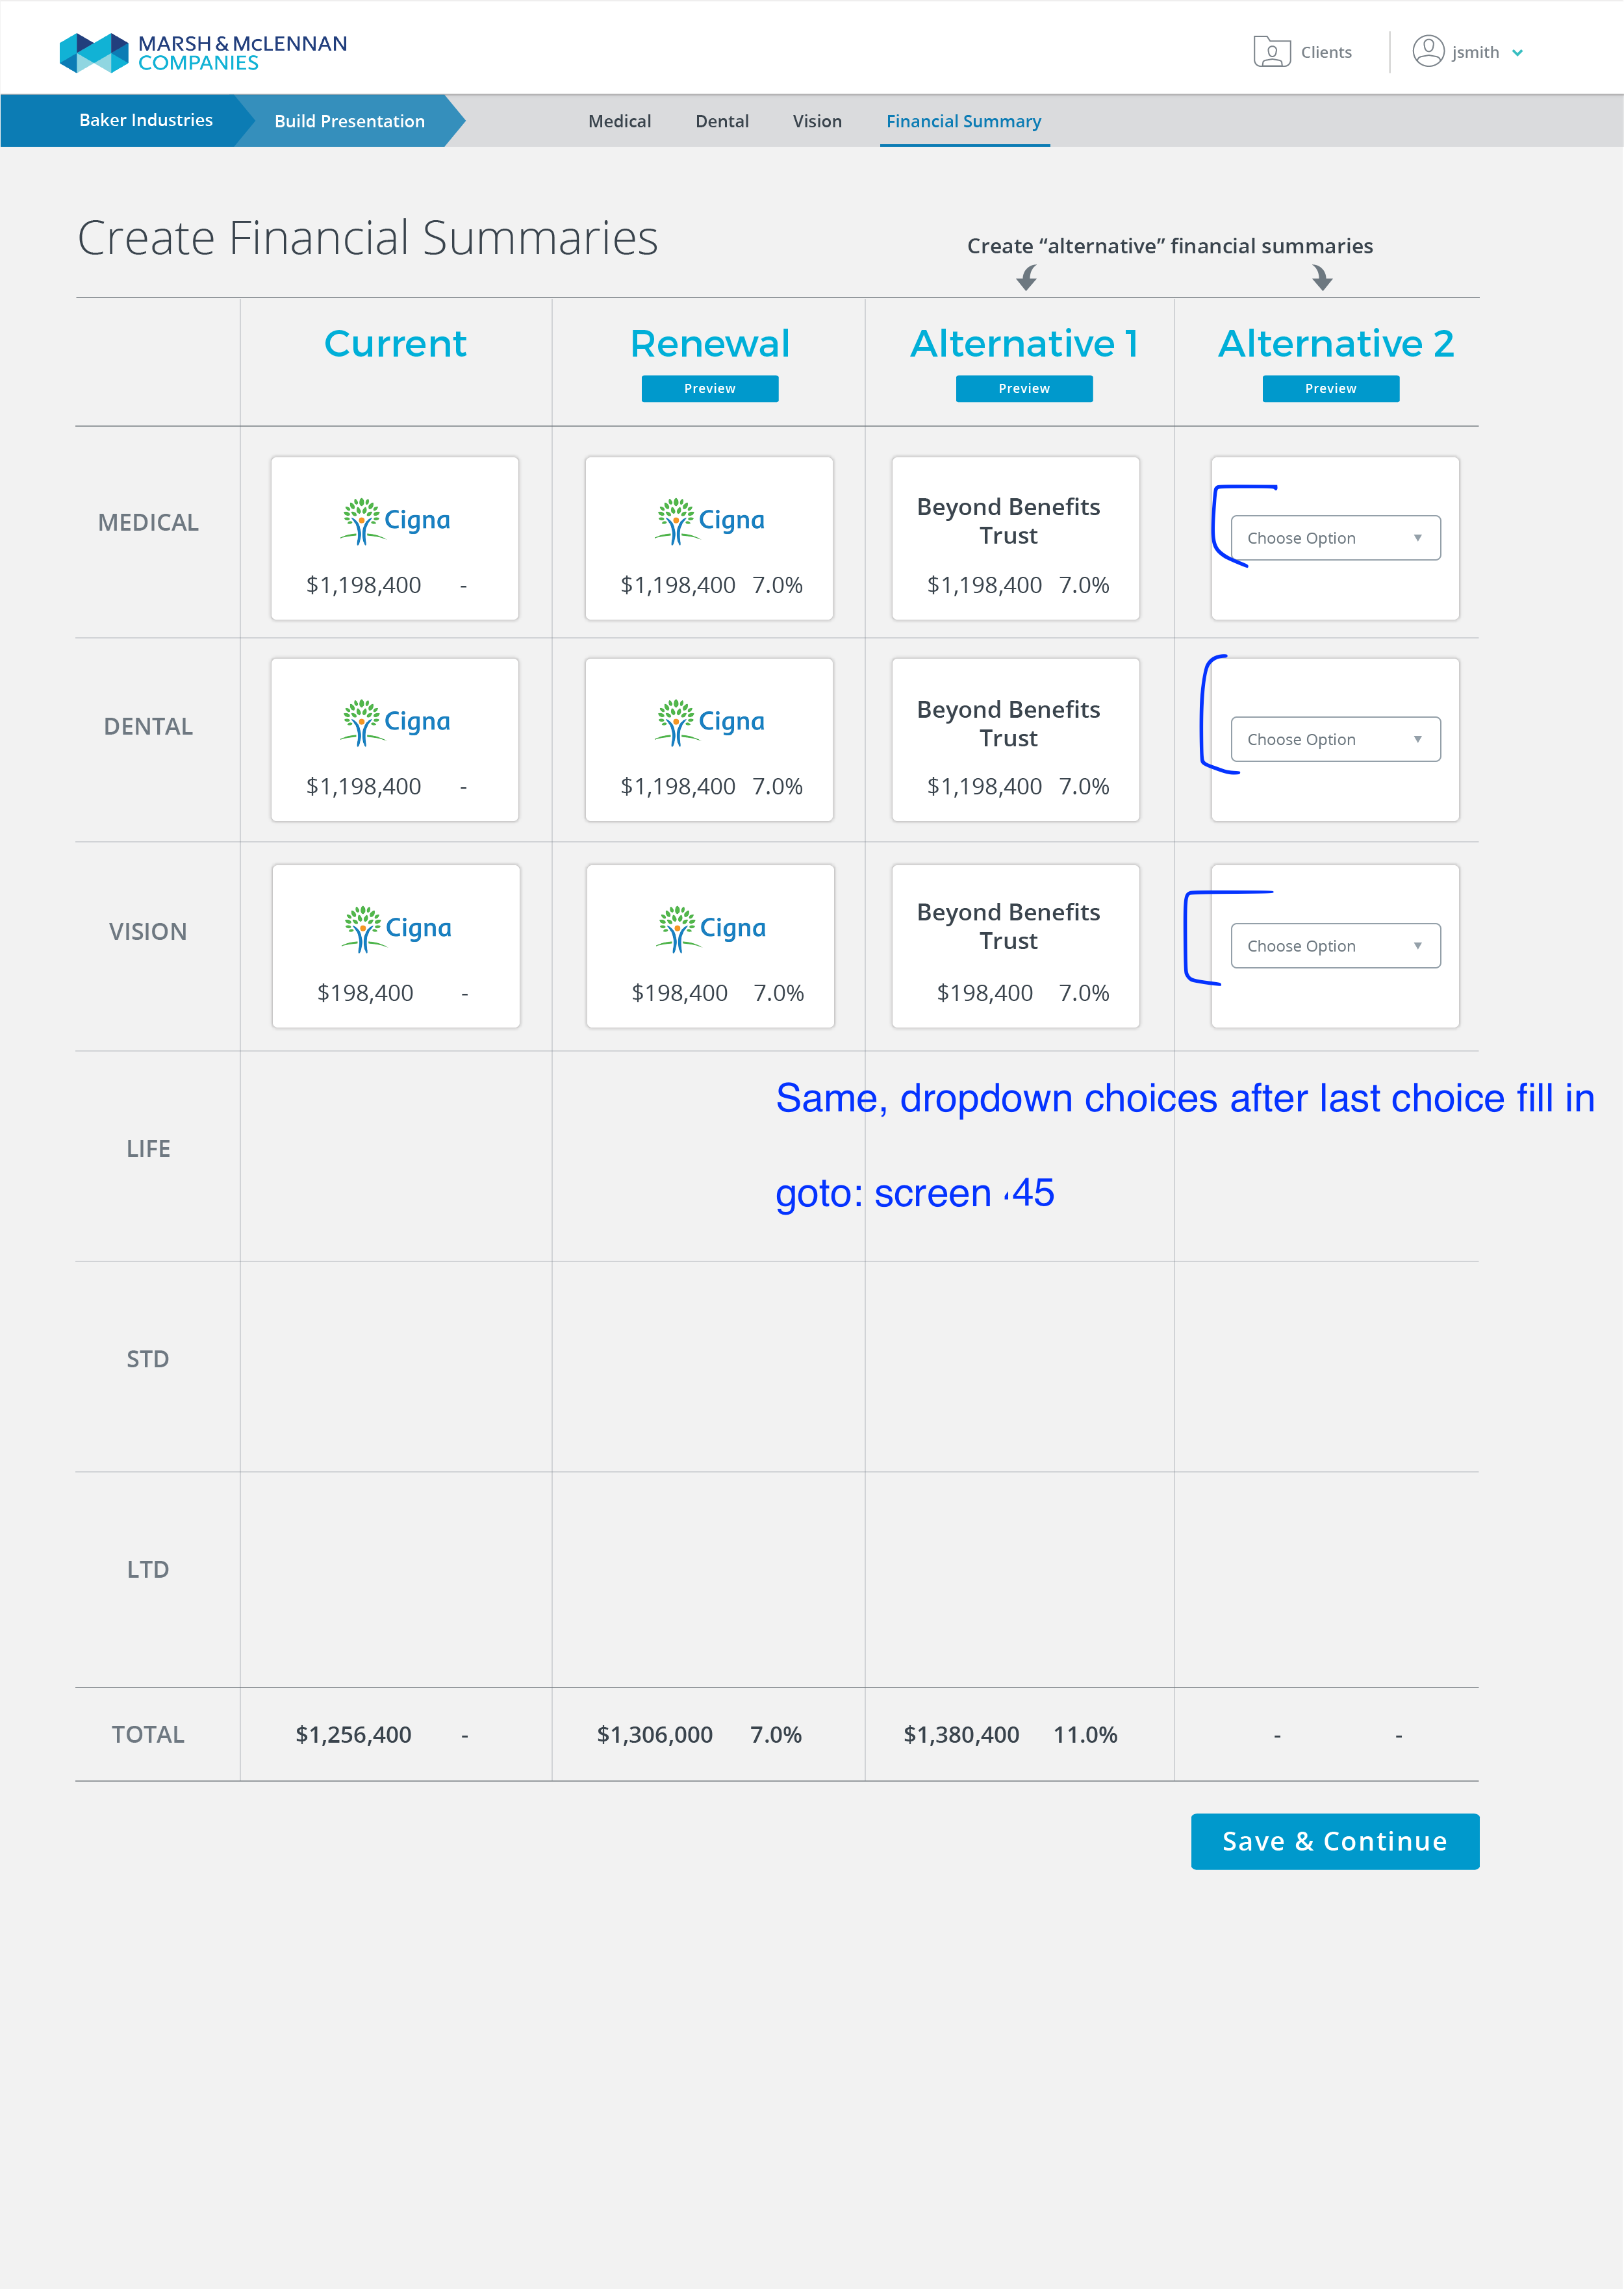 MARSH & McLENNAN
COMPANIES
Clients
jsmith
Baker Industries
Build Presentation
Medical
Dental
Vision
Financial Summary
Create Financial Summaries
Create “alternative” financial summaries
Current
Renewal
Alternative 1
Alternative 2
Preview
Preview
Preview
MEDICAL
Cigna
$1,198,400 -
Cigna
$1,198,400 7.0%
Beyond Benefits
Trust
$1,198,400 7.0%
Choose Option
DENTAL
Cigna
$1,198,400 -
Cigna
$1,198,400 7.0%
Beyond Benefits
Trust
$1,198,400 7.0%
Choose Option
VISION
Cigna
$198,400 -
Cigna
$198,400 7.0%
Beyond Benefits
Trust
$198,400 7.0%
Choose Option
Same, dropdown choices after last choice fill in
goto: screen 45
LIFE
STD
LTD
TOTAL
$1,256,400 -
$1,306,000 7.0%
$1,380,400 11.0%
- -
Save & Continue